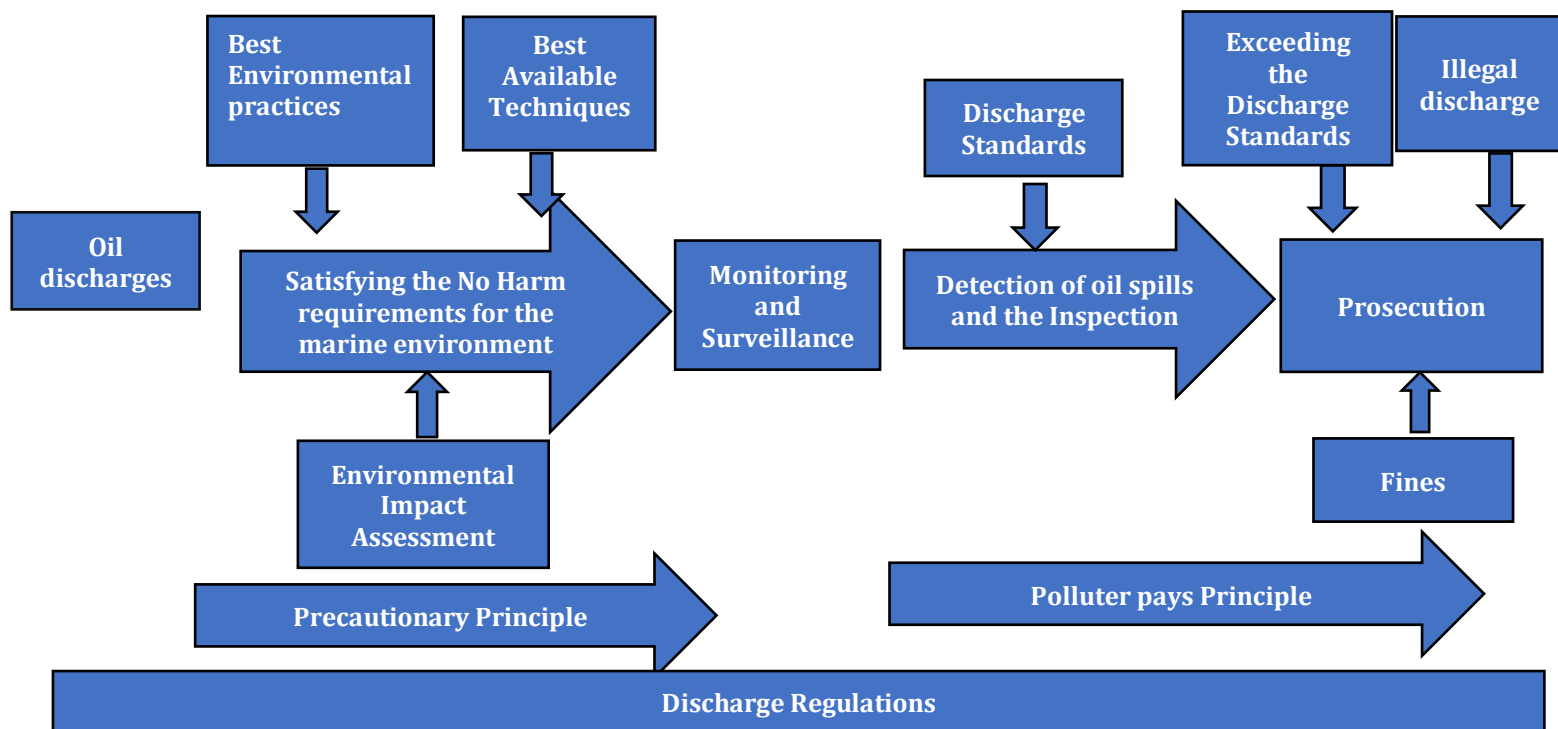 Best
Environmental
practices
Best
Available
Techniques
Discharge
Standards
Exceeding
the
Discharge
Standards
Illegal
discharge
Oil
discharges
Satisfying the No Harm
requirements for the
marine environment
Monitoring
and
Surveillance
Detection of oil spills
and the Inspection
Prosecution
Environmental
Impact
Assessment
Fines
Precautionary Principle
Polluter pays Principle
Discharge Regulations